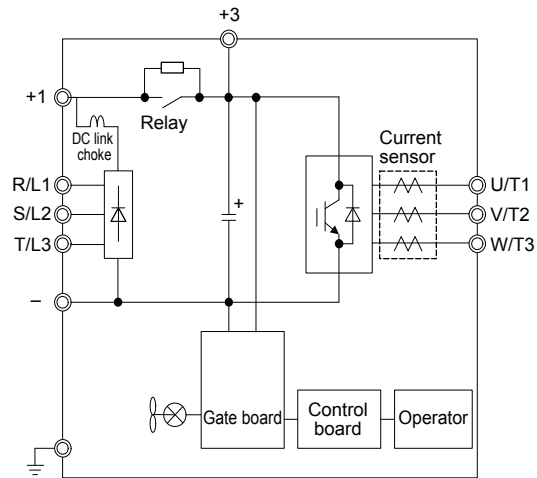 +3
+1
Relay
DC link
choke
Current
sensor
R/L1
S/L2
T/L3
U/T1
V/T2
W/T3
+
−
Gate board
Control
board
Operator